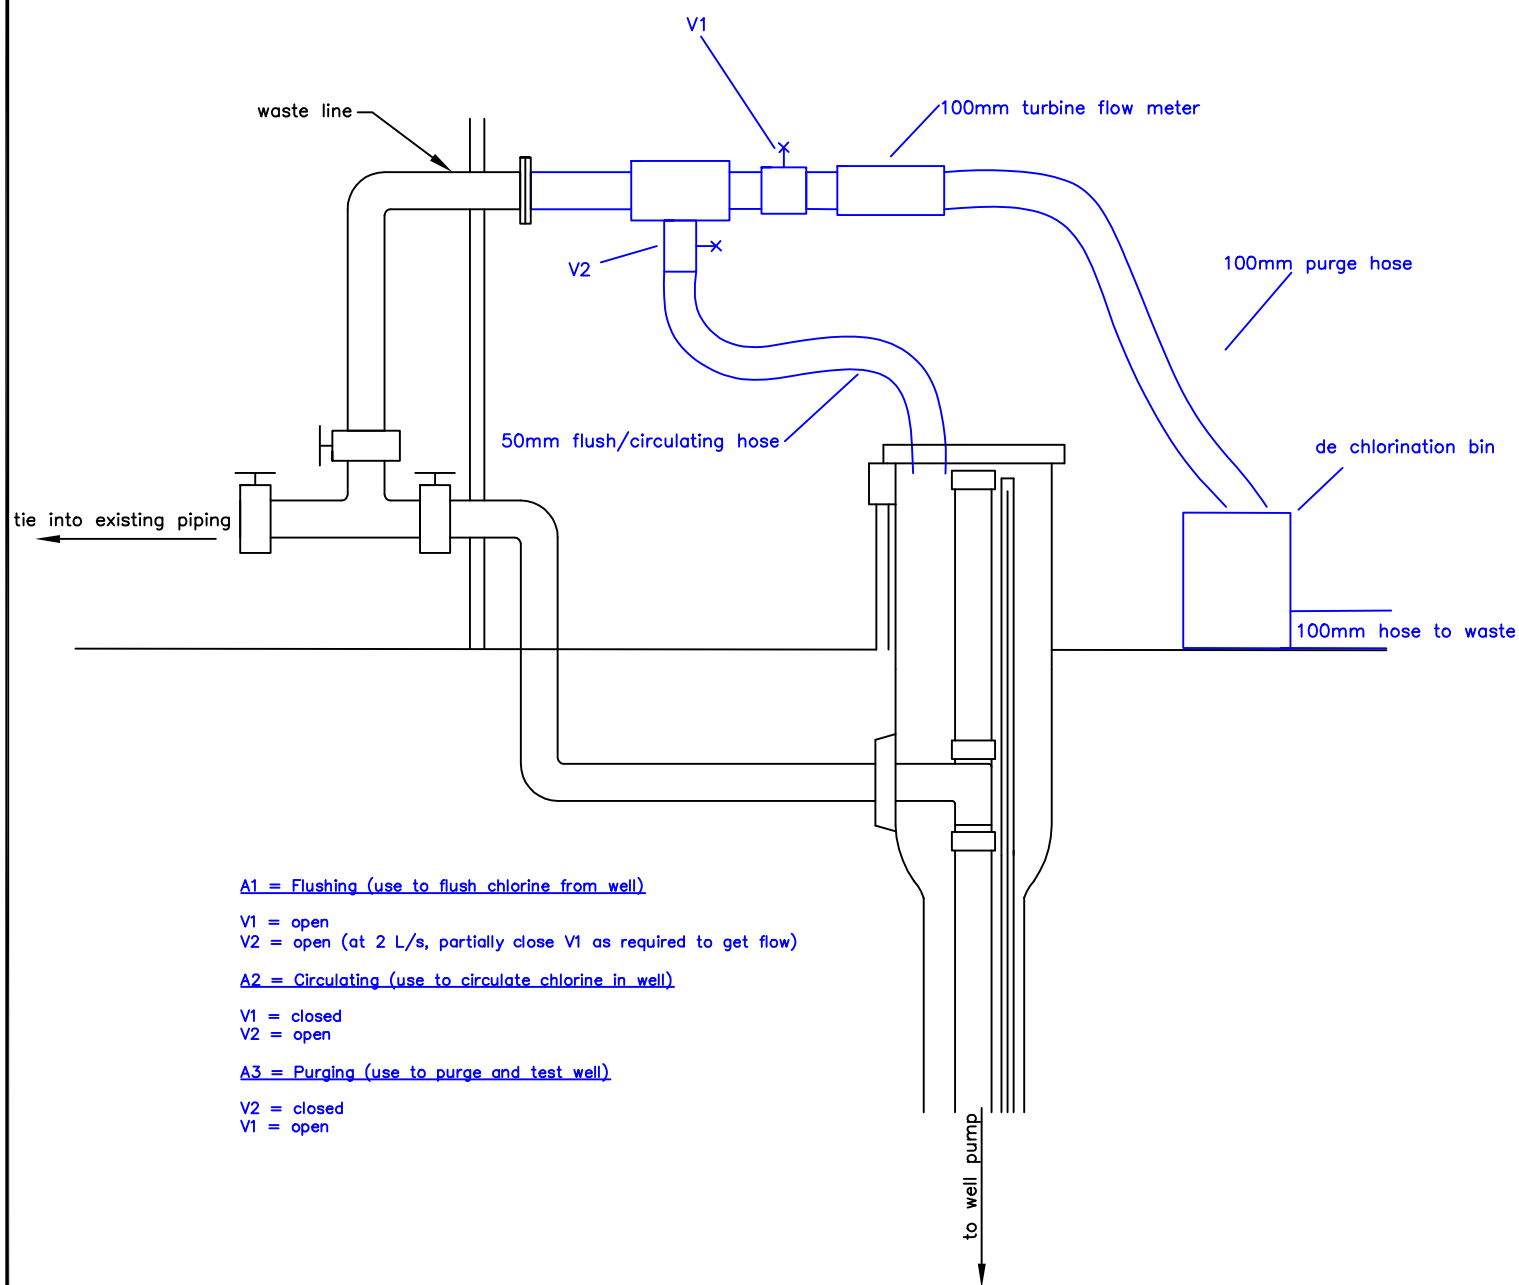 V1
waste line
100mm turbine flow meter
V2
100mm purge hose
50mm flush/circulating hose
de chlorination bin
tie into existing piping
100mm hose to waste
A1 = Flushing (use to flush chlorine from well)
V1 = open
V2 = open (at 2 L/s, partially close V1 as required to get flow)
A2 = Circulating (use to circulate chlorine in well)
V1 = closed
V2 = open
A3 = Purging (use to purge and test well)
V2 = closed
V1 = open
to well pump